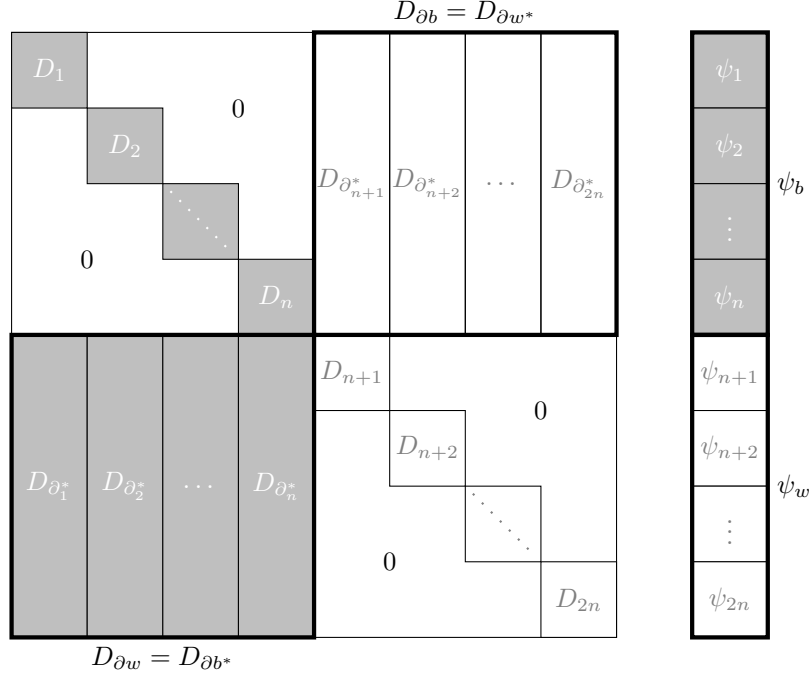 D_{∂b} = D_{∂w*}
D_1
ψ_1
0
D_2
ψ_2
D_{∂*_{n+1}} D_{∂*_{n+2}} ⋯ D_{∂*_{2n}}
ψ_b
⋱
⋮
0
D_n
ψ_n
D_{n+1}
ψ_{n+1}
0
D_{n+2}
ψ_{n+2}
D_{∂*_1} D_{∂*_2} ⋯ D_{∂*_n}
ψ_w
⋱
⋮
0
D_{2n}
ψ_{2n}
D_{∂w} = D_{∂b*}